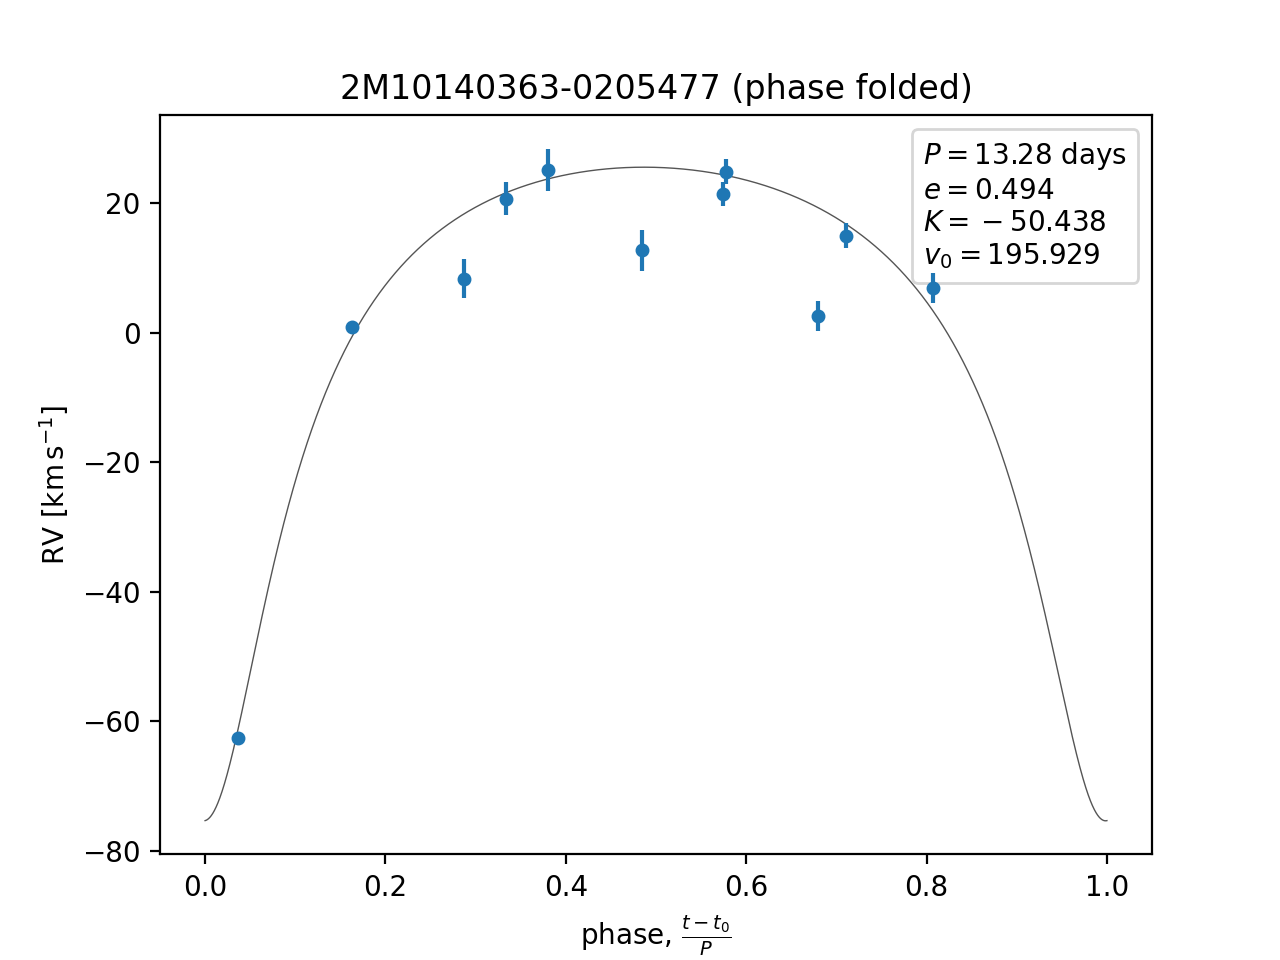 2M10140363-0205477 (phase folded)
P = 13.28 days
e = 0.494
K = −50.438
v₀ = 195.929
20
0
−20
−40
−60
−80
RV [km s⁻¹]
0.0 0.2 0.4 0.6 0.8 1.0
phase, (t − t₀)/P